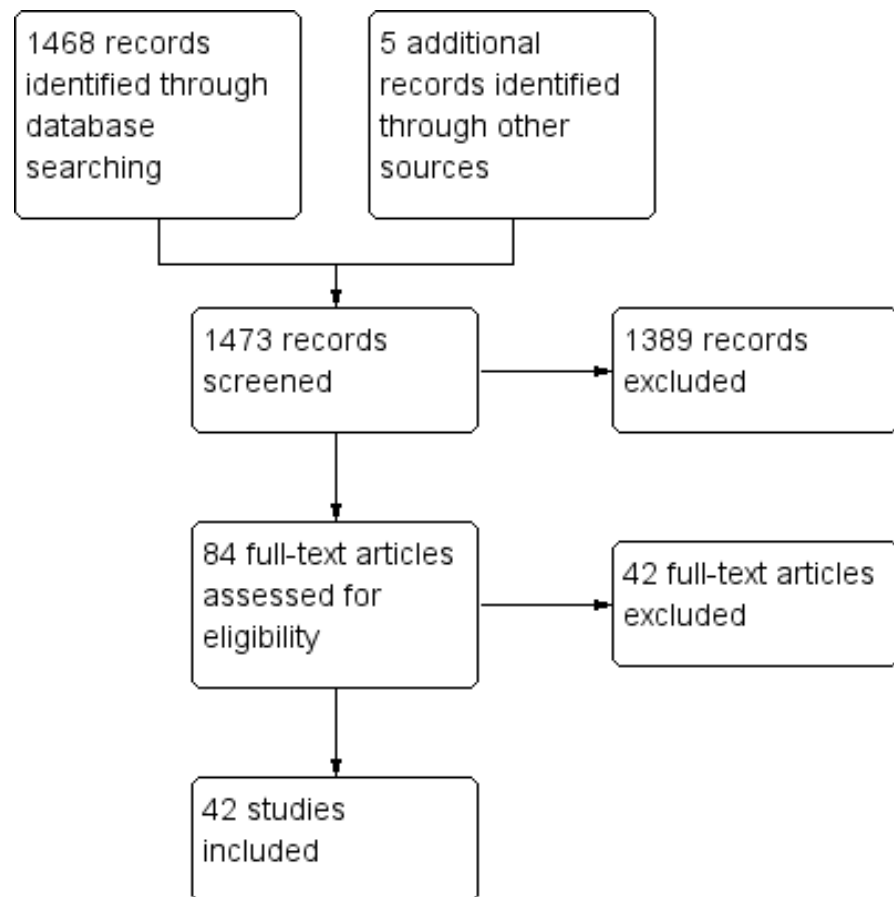 1468 records
identified through
database
searching
5 additional
records identified
through other
sources
1473 records
screened
1389 records
excluded
84 full-text articles
assessed for
eligibility
42 full-text articles
excluded
42 studies
included